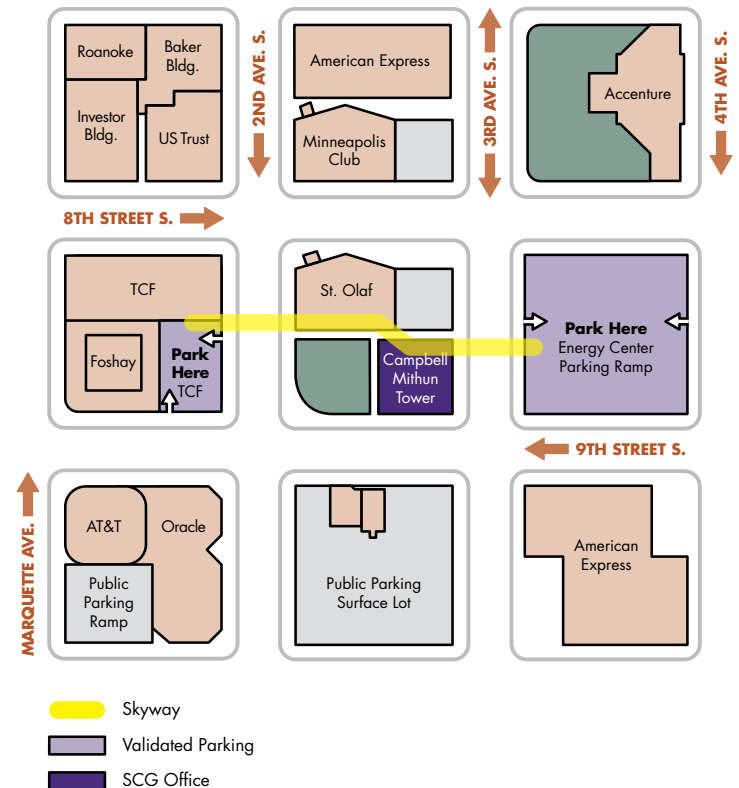 Roanoke
Baker
Bldg.
Investor
Bldg.
US Trust
2ND AVE. S.
American Express
Minneapolis
Club
3RD AVE. S.
Accenture
4TH AVE. S.
8TH STREET S.
TCF
Foshay
Park
Here
TCF
St. Olaf
Campbell
Mithun
Tower
Park Here
Energy Center
Parking Ramp
9TH STREET S.
MARQUETTE AVE.
AT&T
Oracle
Public
Parking
Ramp
Public Parking
Surface Lot
American
Express
Skyway
Validated Parking
SCG Office